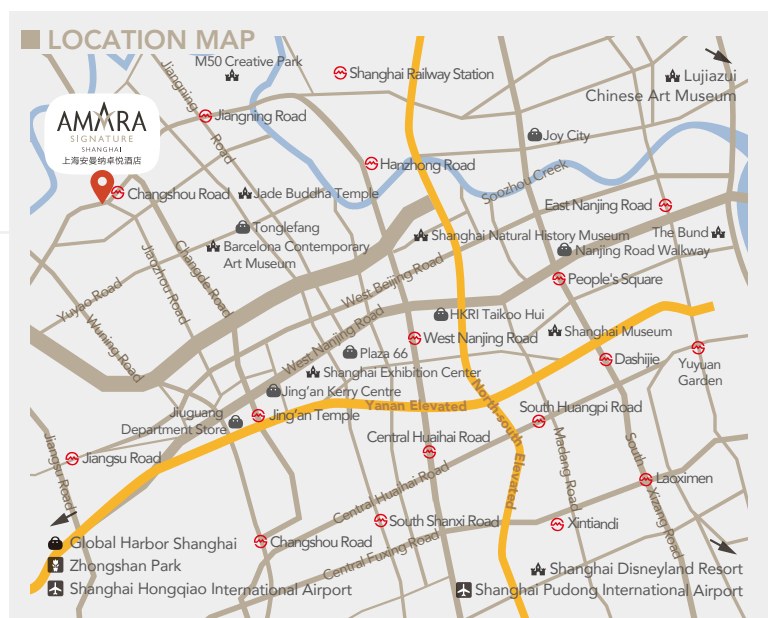 LOCATION MAP
M50 Creative Park
Shanghai Railway Station
Lujiazui
Chinese Art Museum
Jiangning
Road
Jiangning Road
AMARA
SIGNATURE
SHANGHAI
上海安曼纳卓悦酒店
Joy City
Hanzhong Road
Soozhou Creek
Changshou Road
Jade Buddha Temple
East Nanjing Road
Tonglefang
Shanghai Natural History Museum
The Bund
Barcelona Contemporary
Art Museum
Nanjing Road Walkway
Jiaozhou Road
Changde Road
West Beijing Road
People's Square
Yuyao Road
Wuning Road
HKRI Taikoo Hui
West Nanjing Road
West Nanjing Road
Shanghai Museum
Plaza 66
Dashijie
Yuyuan
Garden
Shanghai Exhibition Center
Jing'an Kerry Centre
Yanan Elevated
North-south Elevated
Jiuguang
Department Store
Jing'an Temple
South Huangpi Road
Central Huaihai Road
Madang Road
South Xizang Road
Jiangsu Road
Jiangsu Road
Laoximen
Central Huaihai Road
South Shanxi Road
Xintiandi
Changshou Road
Central Fuxing Road
Global Harbor Shanghai
Zhongshan Park
Shanghai Hongqiao International Airport
Shanghai Disneyland Resort
Shanghai Pudong International Airport